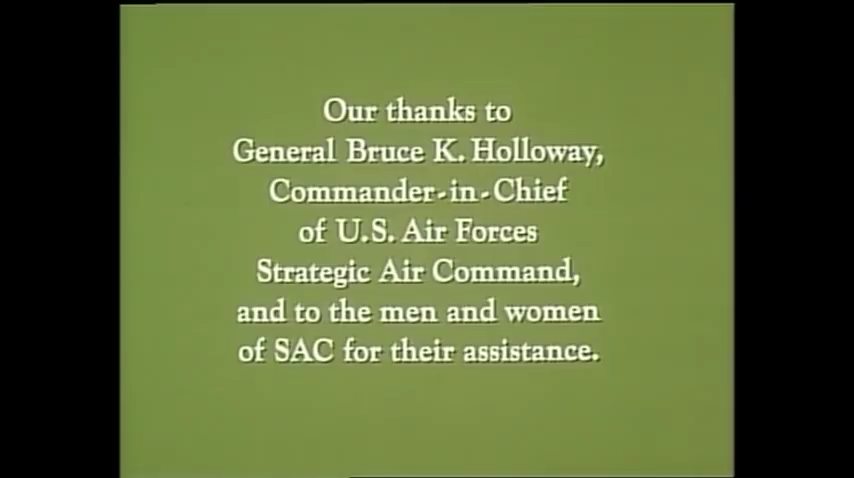 Our thanks to
General Bruce K. Holloway,
Commander-in-Chief
of U.S. Air Forces
Strategic Air Command,
and to the men and women
of SAC for their assistance.